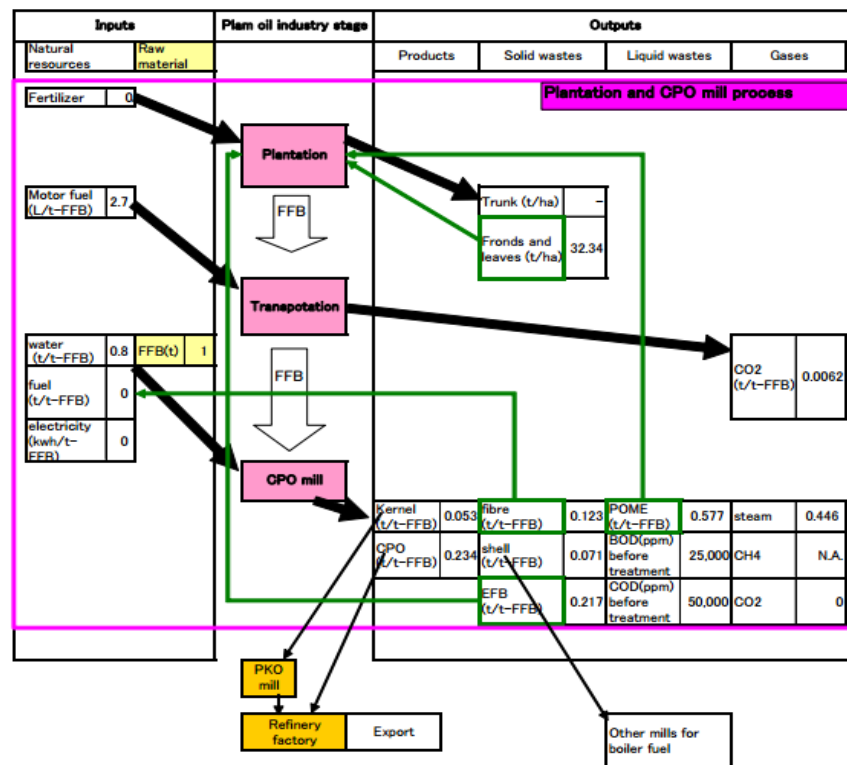 Inputs
Plam oil industry stage
Outputs
Natural
resources
Raw
material
Products
Solid wastes
Liquid wastes
Gases
Plantation and CPO mill process
Fertilizer 0
Plantation
Motor fuel
(L/t-FFB) 2.7
FFB
Trunk (t/ha) -
Fronds and
leaves (t/ha) 32.34
Transpotation
water
(t/t-FFB) 0.8
FFB(t) 1
fuel
(t/t-FFB) 0
electricity
(kwh/t-
FFB) 0
FFB
CO2
(t/t-FFB) 0.0062
CPO mill
Kernel
(t/t-FFB) 0.053
fibre
(t/t-FFB) 0.123
POME
(t/t-FFB) 0.577
steam 0.446
CPO
(t/t-FFB) 0.234
shell
(t/t-FFB) 0.071
BOD(ppm)
before
treatment 25,000
CH4 N.A.
EFB
(t/t-FFB) 0.217
COD(ppm)
before
treatment 50,000
CO2 0
PKO
mill
Refinery
factory
Export
Other mills for
boiler fuel